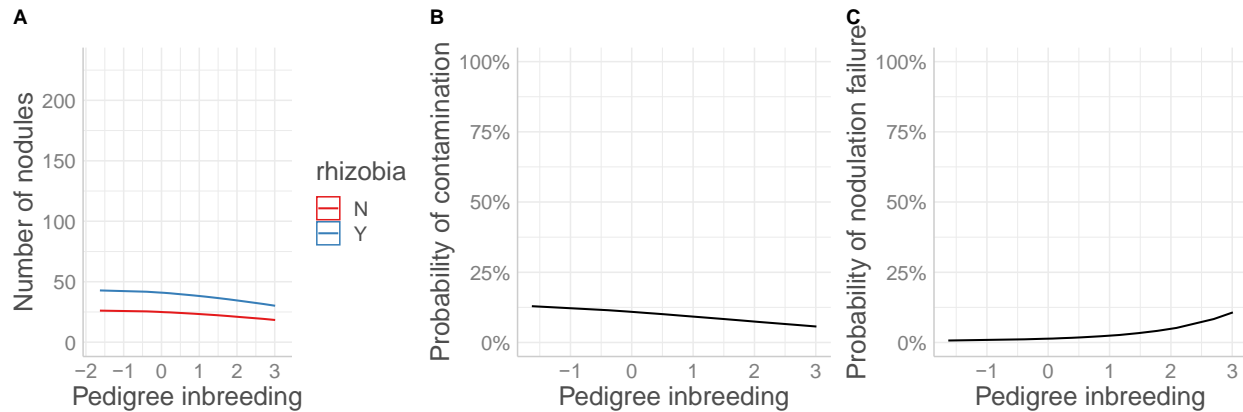 A
Number of nodules
200
150
100
50
0
−2 −1 0 1 2 3
Pedigree inbreeding
rhizobia
N
Y
B
Probability of contamination
100%
75%
50%
25%
0%
−1 0 1 2 3
Pedigree inbreeding
C
Probability of nodulation failure
100%
75%
50%
25%
0%
−1 0 1 2 3
Pedigree inbreeding